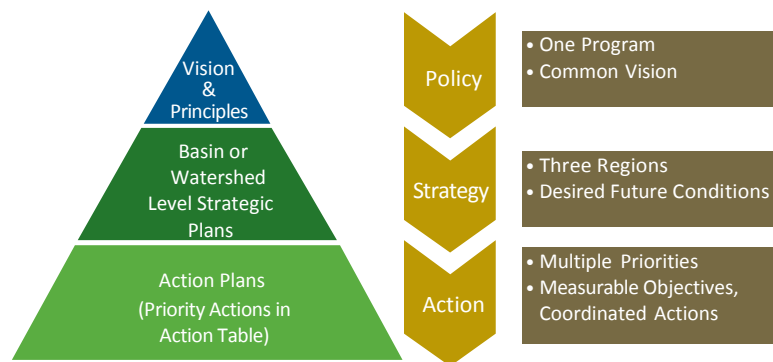 Vision
&
Principles
Policy
• One Program
• Common Vision
Basin or
Watershed
Level Strategic
Plans
Strategy
• Three Regions
• Desired Future Conditions
Action Plans
(Priority Actions in
Action Table)
Action
• Multiple Priorities
• Measurable Objectives,
Coordinated Actions